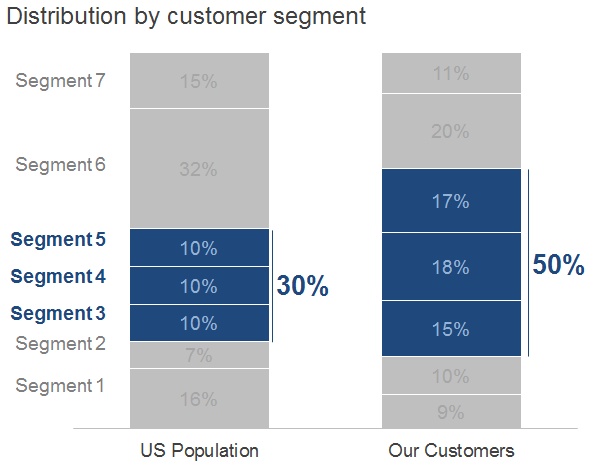 Distribution by customer segment
Segment 7
15%
11%
Segment 6
32%
20%
Segment 5
10%
17%
Segment 4
10%
30%
18%
50%
Segment 3
10%
15%
Segment 2
7%
10%
Segment 1
16%
9%
US Population
Our Customers